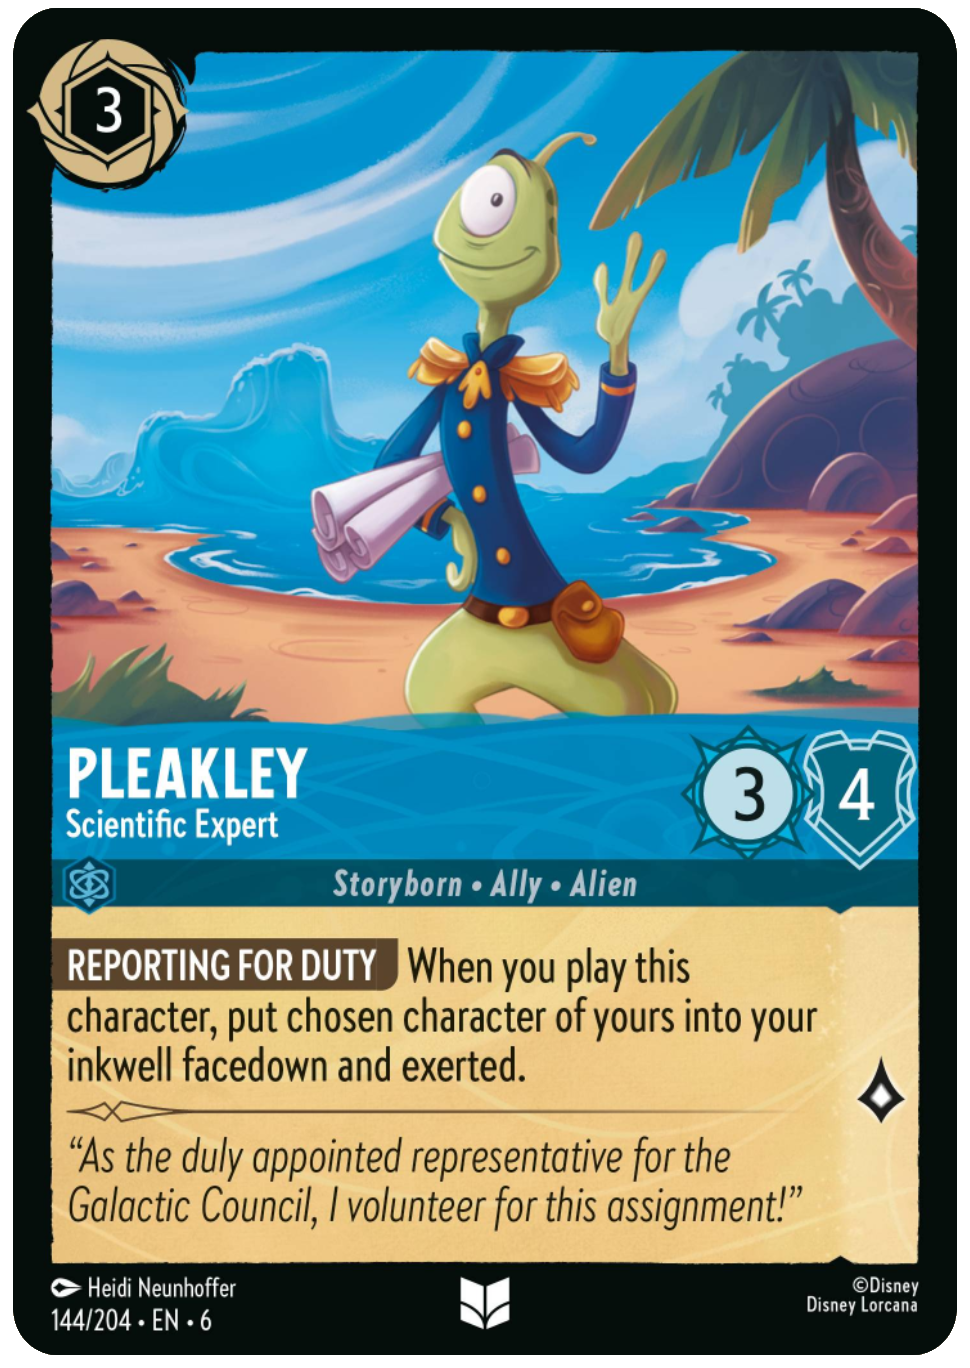 3
PLEAKLEY
Scientific Expert
3
4
Storyborn • Ally • Alien
REPORTING FOR DUTY When you play this
character, put chosen character of yours into your
inkwell facedown and exerted.
“As the duly appointed representative for the
Galactic Council, I volunteer for this assignment!”
Heidi Neunhoffer
144/204 • EN • 6
©Disney
Disney Lorcana